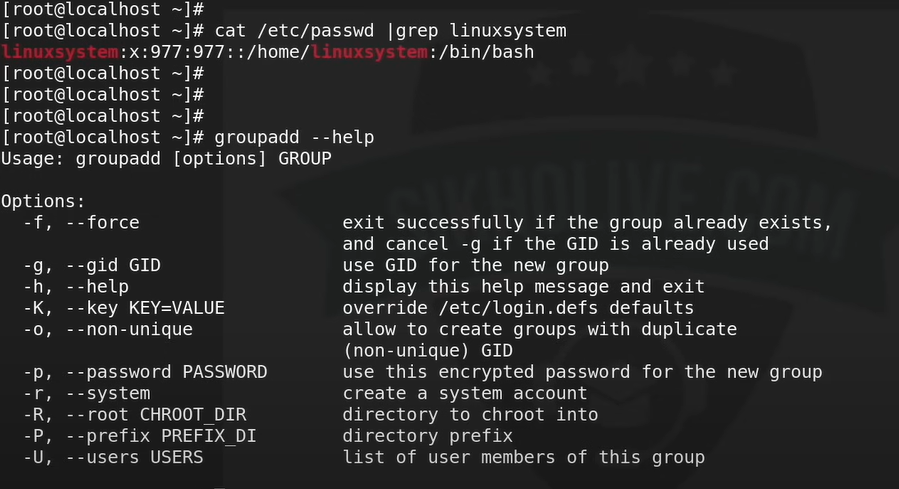 [root@localhost ~]#
[root@localhost ~]# cat /etc/passwd |grep linuxsystem
linuxsystem:x:977:977::/home/linuxsystem:/bin/bash
[root@localhost ~]#
[root@localhost ~]#
[root@localhost ~]#
[root@localhost ~]# groupadd --help
Usage: groupadd [options] GROUP

Options:
  -f, --force                   exit successfully if the group already exists,
                                and cancel -g if the GID is already used
  -g, --gid GID                 use GID for the new group
  -h, --help                    display this help message and exit
  -K, --key KEY=VALUE           override /etc/login.defs defaults
  -o, --non-unique              allow to create groups with duplicate
                                (non-unique) GID
  -p, --password PASSWORD       use this encrypted password for the new group
  -r, --system                  create a system account
  -R, --root CHROOT_DIR         directory to chroot into
  -P, --prefix PREFIX_DI        directory prefix
  -U, --users USERS             list of user members of this group